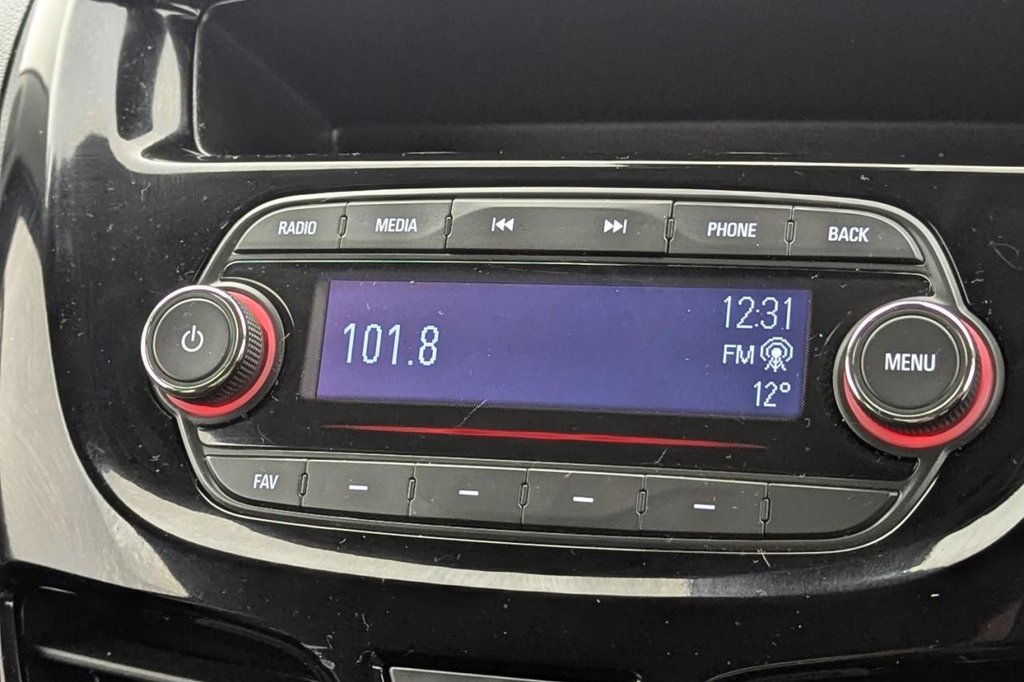 RADIO MEDIA PHONE BACK
12:31
101.8 FM
12°
MENU
FAV